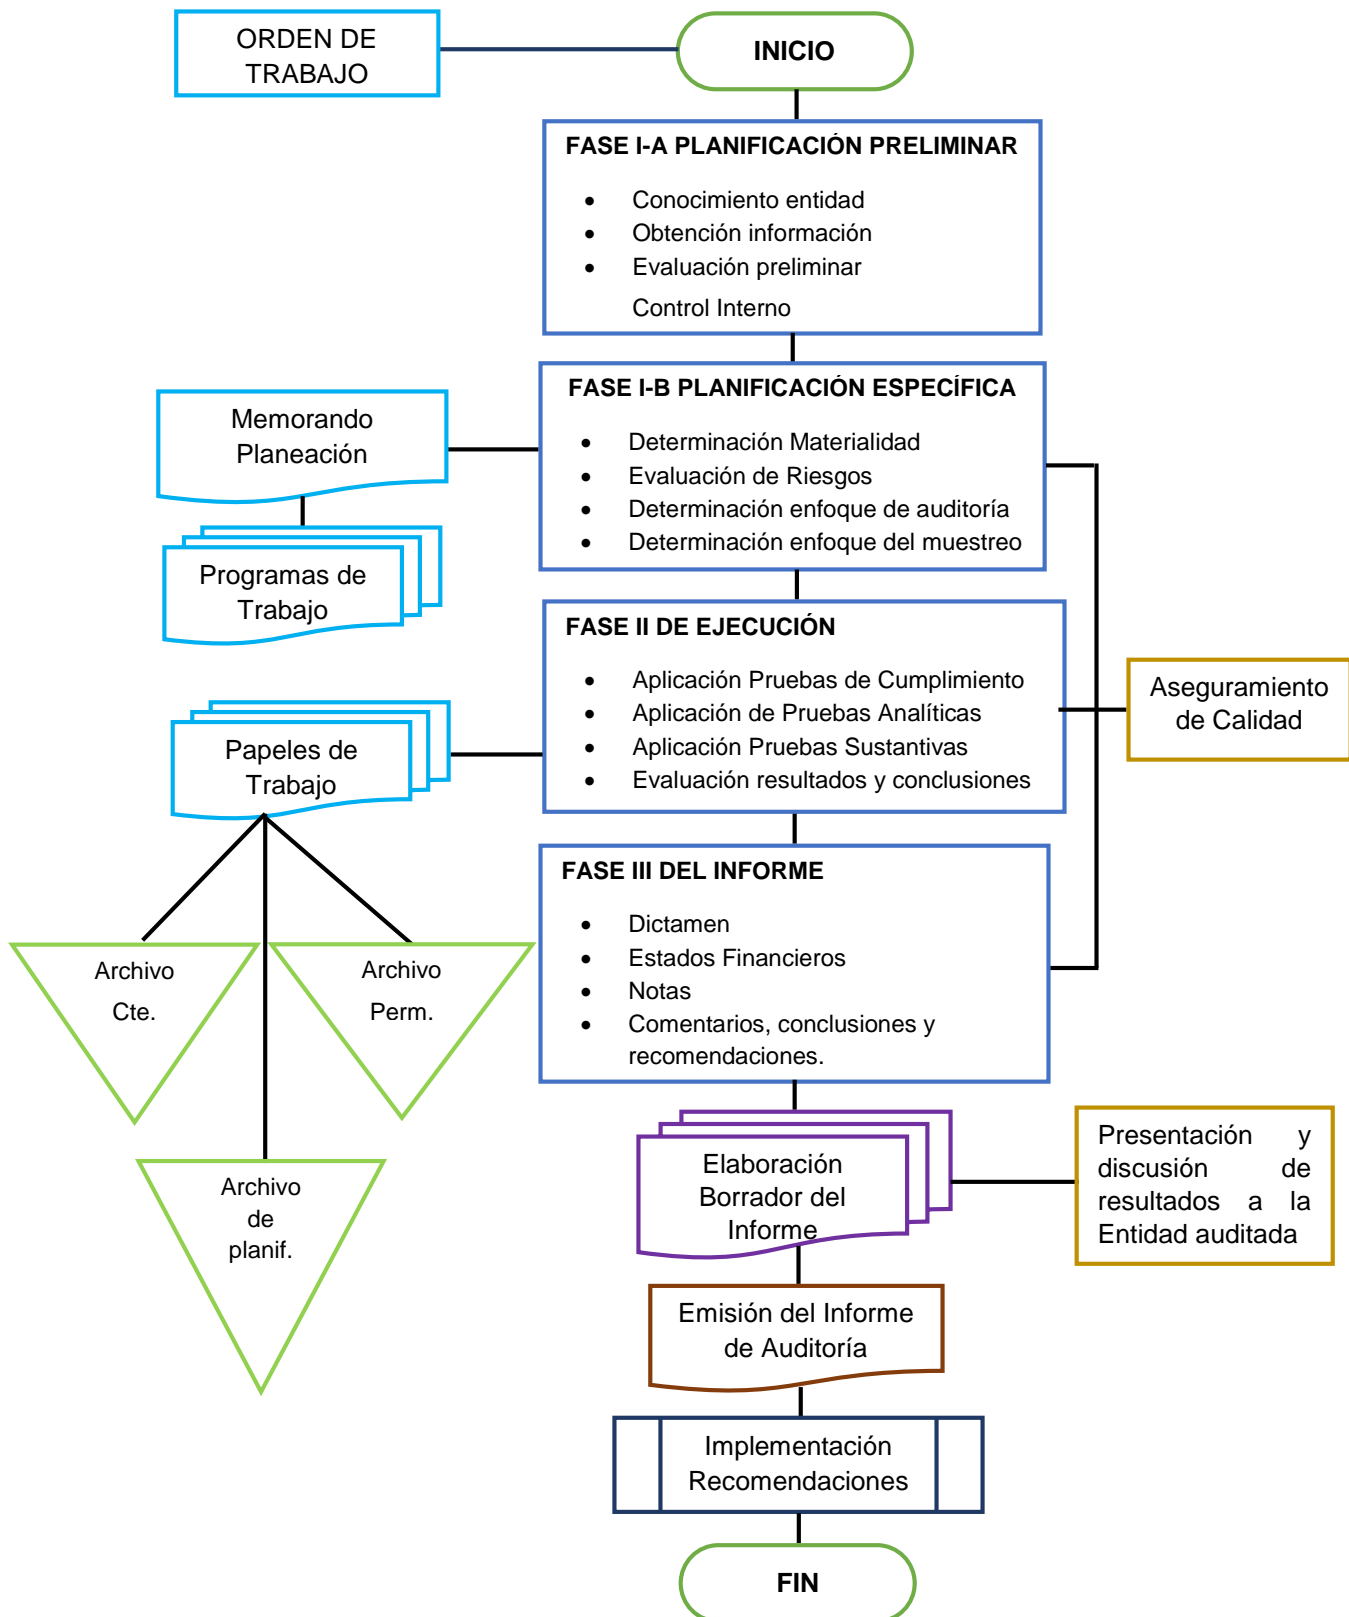 ORDEN DE
TRABAJO
INICIO
FASE I-A PLANIFICACIÓN PRELIMINAR
• Conocimiento entidad
• Obtención información
• Evaluación preliminar
Control Interno
FASE I-B PLANIFICACIÓN ESPECÍFICA
• Determinación Materialidad
• Evaluación de Riesgos
• Determinación enfoque de auditoría
• Determinación enfoque del muestreo
Memorando
Planeación
Programas de
Trabajo
FASE II DE EJECUCIÓN
• Aplicación Pruebas de Cumplimiento
• Aplicación de Pruebas Analíticas
• Aplicación Pruebas Sustantivas
• Evaluación resultados y conclusiones
Aseguramiento
de Calidad
Papeles de
Trabajo
FASE III DEL INFORME
• Dictamen
• Estados Financieros
• Notas
• Comentarios, conclusiones y
recomendaciones.
Archivo
Cte.
Archivo
Perm.
Archivo
de
planif.
Elaboración
Borrador del
Informe
Presentación y
discusión de
resultados a la
Entidad auditada
Emisión del Informe
de Auditoría
Implementación
Recomendaciones
FIN